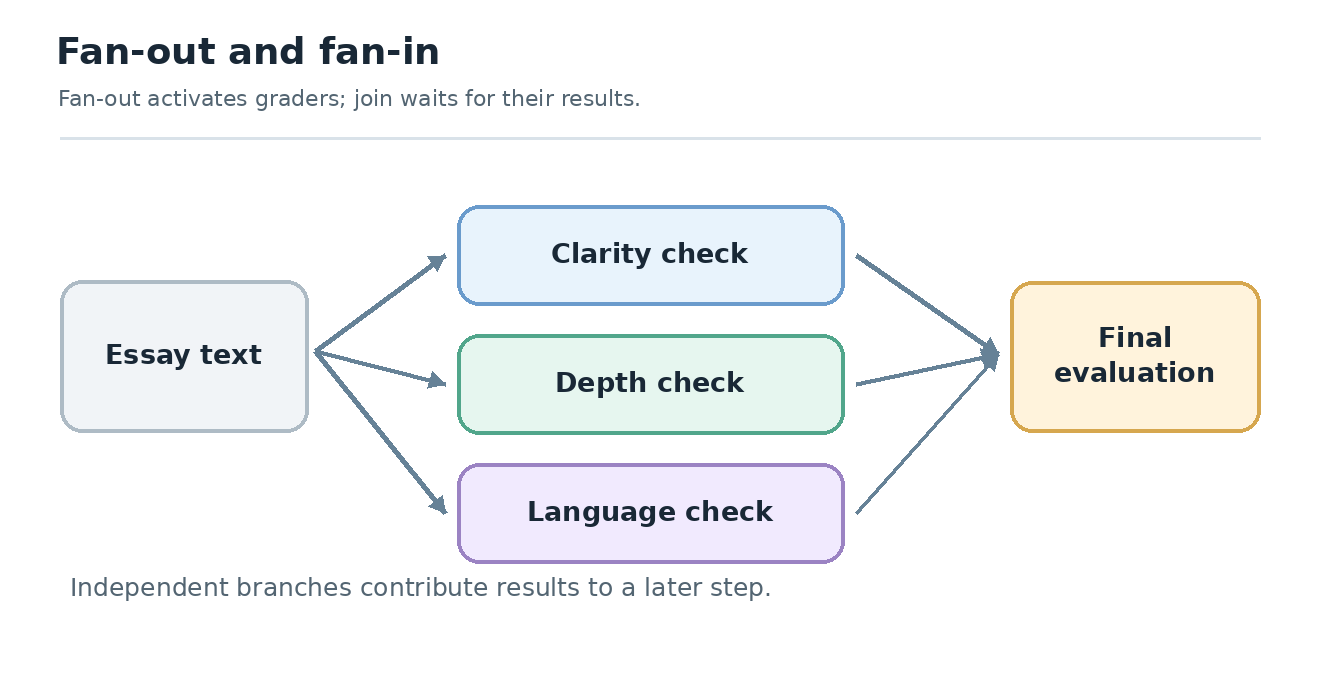 Fan-out and fan-in
Fan-out activates graders; join waits for their results.
Essay text
Clarity check
Depth check
Language check
Final
evaluation
Independent branches contribute results to a later step.